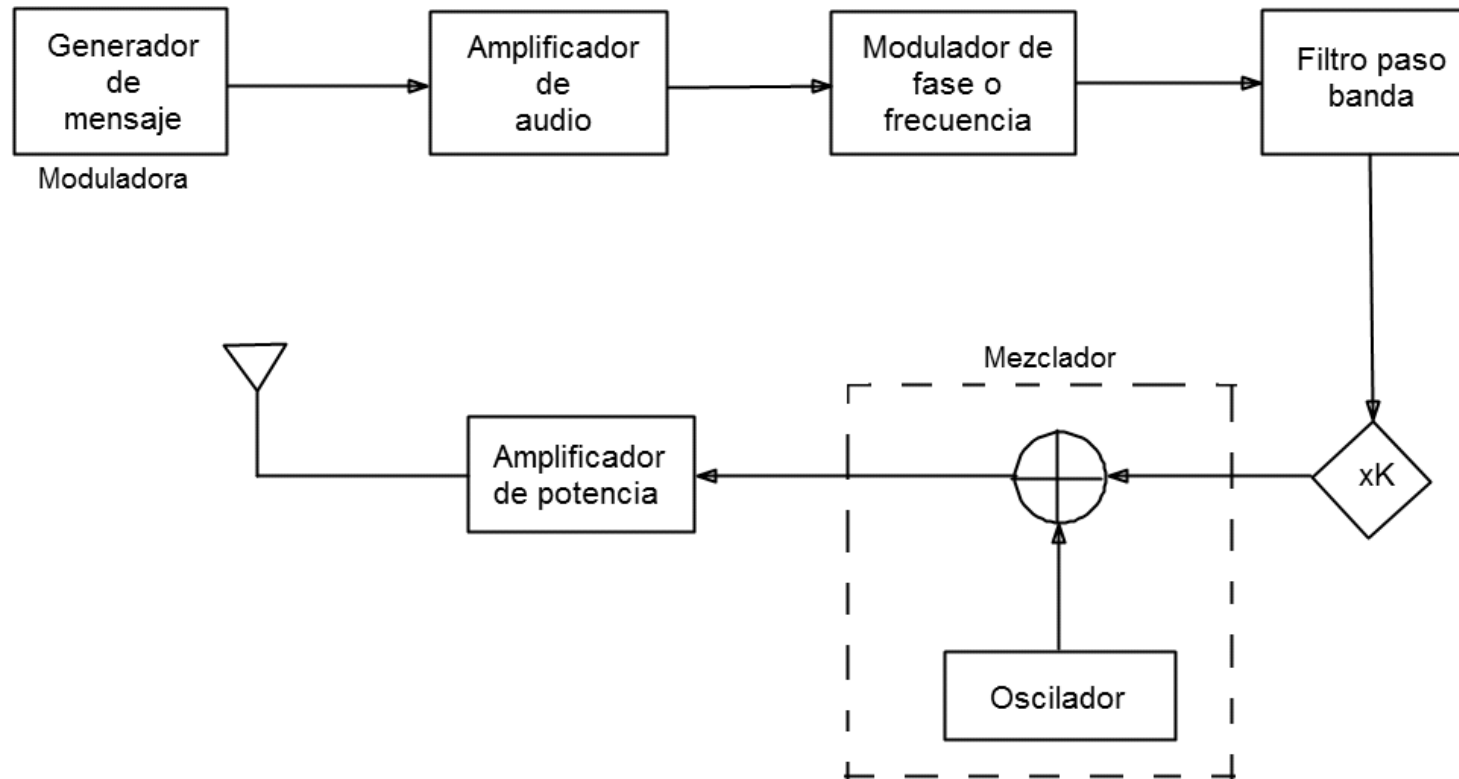 Generador
de
mensaje
Moduladora
Amplificador
de
audio
Modulador de
fase o
frecuencia
Filtro paso
banda
Mezclador
Amplificador
de potencia
xK
Oscilador